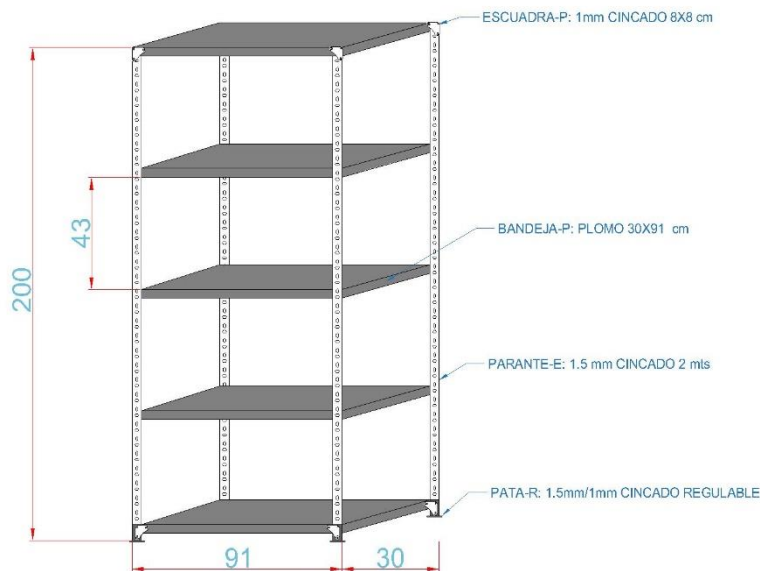 ESCUADRA-P: 1mm CINCADO 8X8 cm
43
BANDEJA-P: PLOMO 30X91 cm
200
PARANTE-E: 1.5 mm CINCADO 2 mts
PATA-R: 1.5mm/1mm CINCADO REGULABLE
91
30